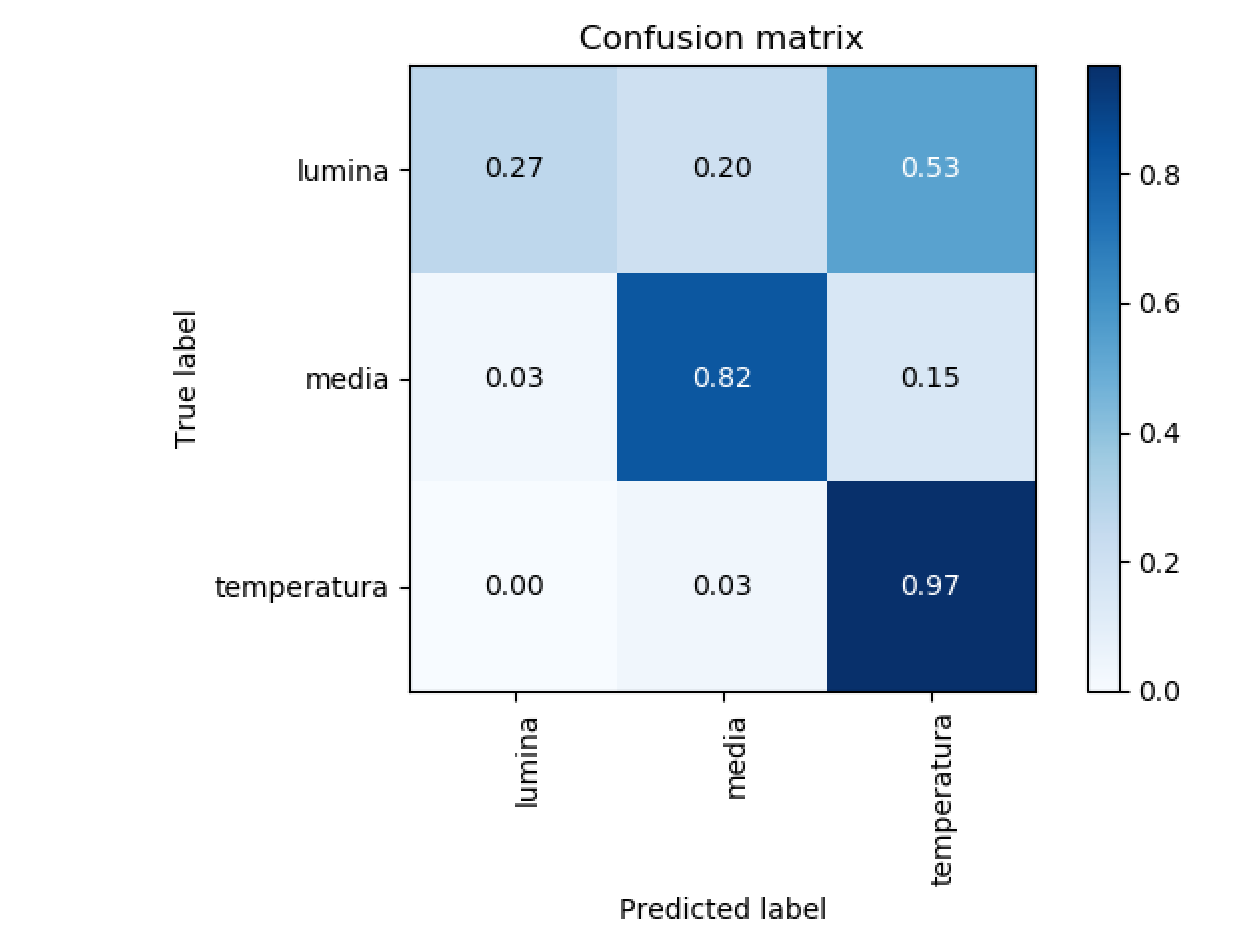 Confusion matrix
True label
lumina
0.27
0.20
0.53
media
0.03
0.82
0.15
temperatura
0.00
0.03
0.97
lumina
media
temperatura
Predicted label
0.8
0.6
0.4
0.2
0.0